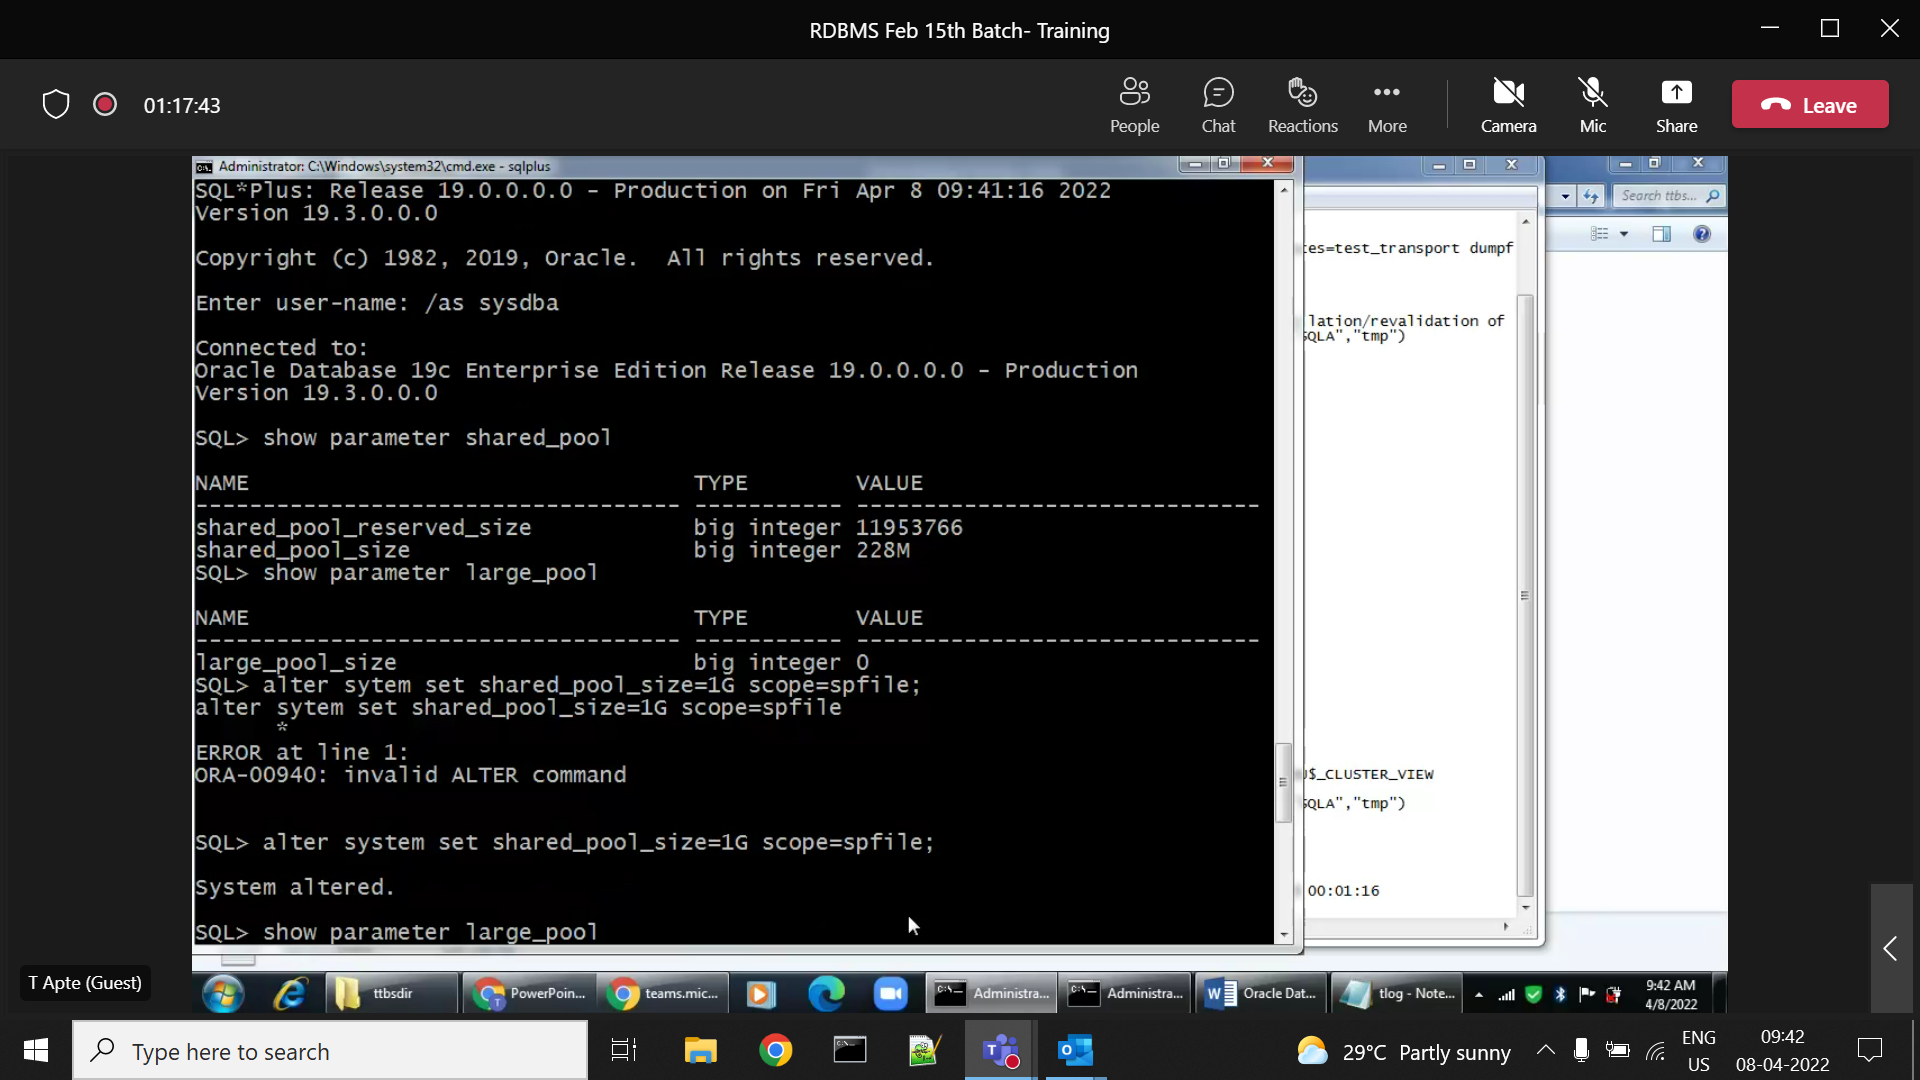 RDBMS Feb 15th Batch- Training
01:17:43
People
Chat
Reactions
More
Camera
Mic
Share
Leave
Administrator: C:\Windows\system32\cmd.exe - sqlplus
SQL*Plus: Release 19.0.0.0.0 - Production on Fri Apr 8 09:41:16 2022
Version 19.3.0.0.0
Copyright (c) 1982, 2019, Oracle.  All rights reserved.
Enter user-name: /as sysdba
Connected to:
Oracle Database 19c Enterprise Edition Release 19.0.0.0.0 - Production
Version 19.3.0.0.0
SQL> show parameter shared_pool
NAME                                 TYPE        VALUE
------------------------------------ ----------- ------------------------------
shared_pool_reserved_size            big integer 11953766
shared_pool_size                     big integer 228M
SQL> show parameter large_pool
NAME                                 TYPE        VALUE
------------------------------------ ----------- ------------------------------
large_pool_size                      big integer 0
SQL> alter sytem set shared_pool_size=1G scope=spfile;
alter sytem set shared_pool_size=1G scope=spfile
      *
ERROR at line 1:
ORA-00940: invalid ALTER command
SQL> alter system set shared_pool_size=1G scope=spfile;
System altered.
SQL> show parameter large_pool
Search ttbs...
es=test_transport dumpf
lation/revalidation of
SQLA","tmp")
J$_CLUSTER_VIEW
SQLA","tmp")
00:01:16
T Apte (Guest)
ttbsdir
PowerPoin...
teams.mic...
Administra...
Administra...
Oracle Dat...
tlog - Note...
9:42 AM
4/8/2022
Type here to search
29°C Partly sunny
ENG
US
09:42
08-04-2022